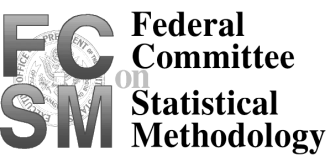 FC
SM
Federal
Committee
on
Statistical
Methodology